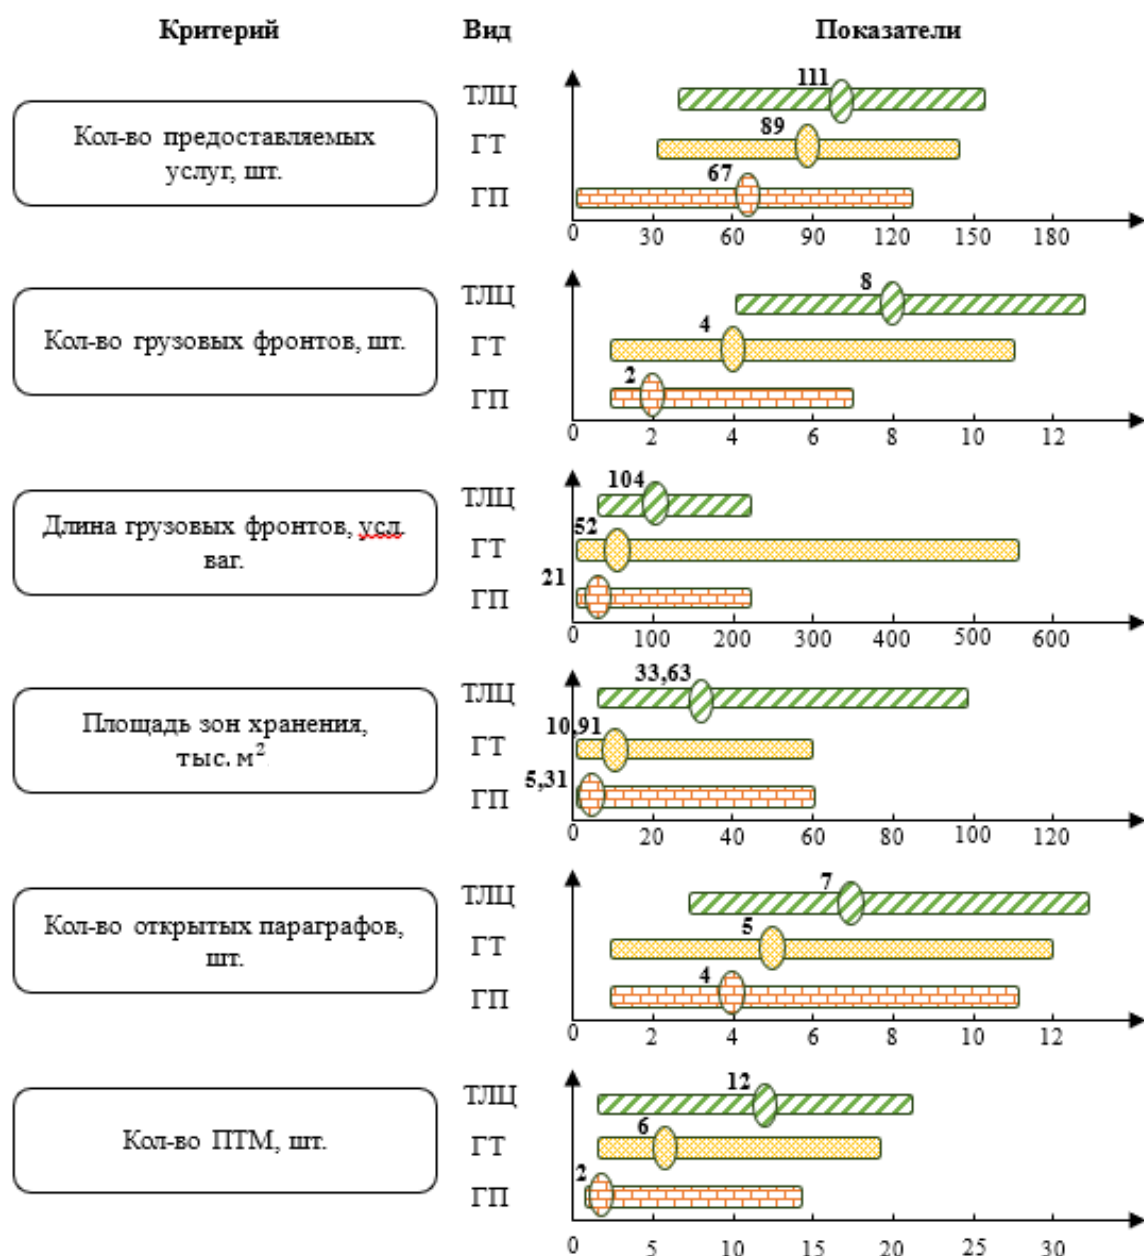 Критерий Вид Показатели
Кол-во предоставляемых
услуг, шт.
ТЛЦ 111
ГТ 89
ГП 67
0 30 60 90 120 150 180
Кол-во грузовых фронтов, шт.
ТЛЦ 8
ГТ 4
ГП 2
0 2 4 6 8 10 12
Длина грузовых фронтов, усл.
ваг.
ТЛЦ 104
ГТ 52
ГП 21
0 100 200 300 400 500 600
Площадь зон хранения,
тыс. м²
ТЛЦ 33,63
ГТ 10,91
ГП 5,31
0 20 40 60 80 100 120
Кол-во открытых параграфов,
шт.
ТЛЦ 7
ГТ 5
ГП 4
0 2 4 6 8 10 12
Кол-во ПТМ, шт.
ТЛЦ 12
ГТ 6
ГП 2
0 5 10 15 20 25 30